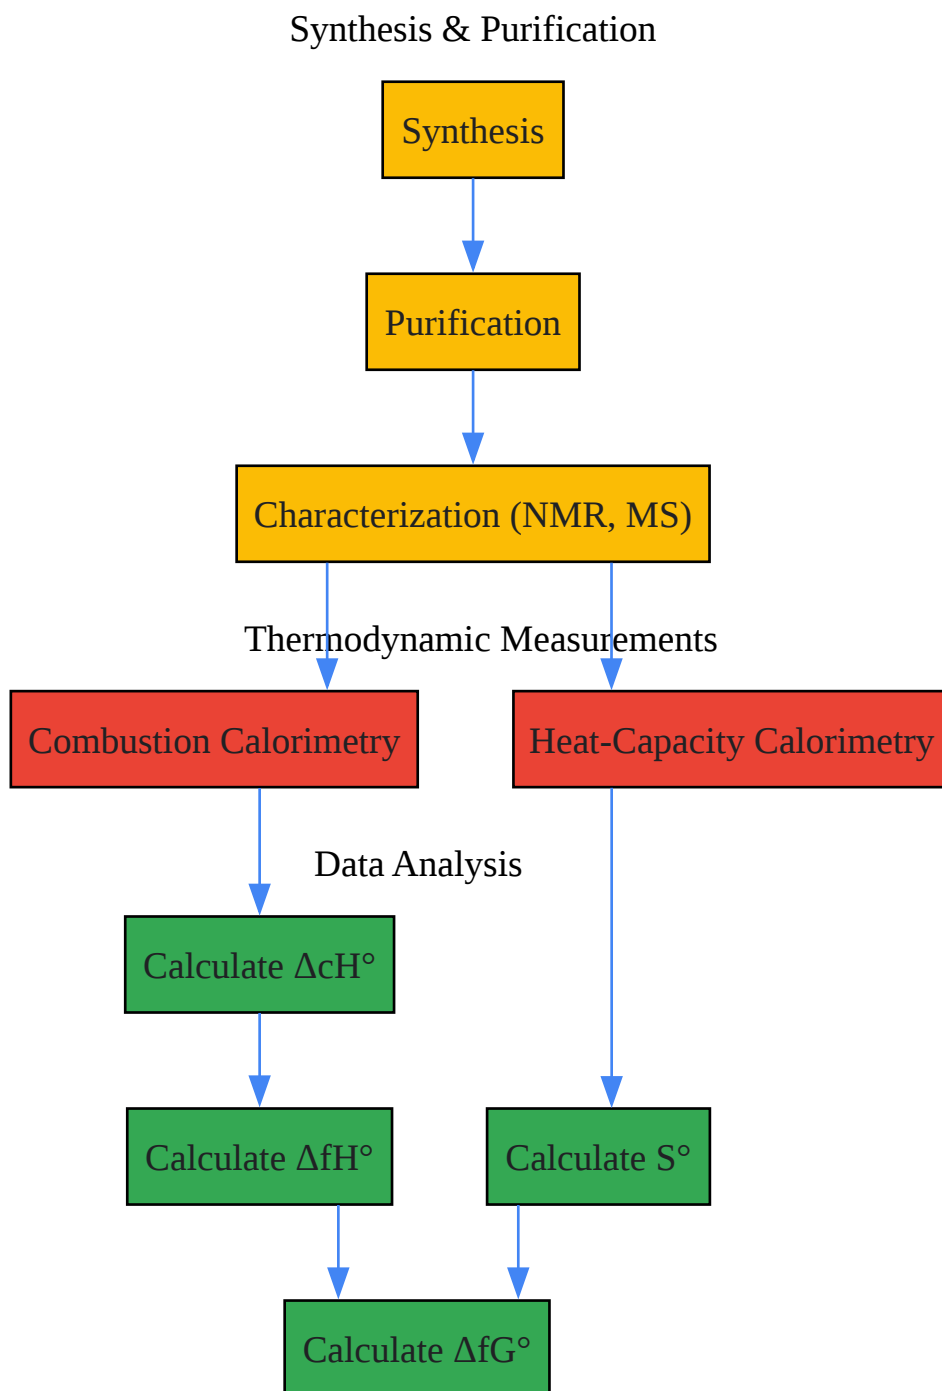 Synthesis & Purification
Synthesis
Purification
Characterization (NMR, MS)
Thermodynamic Measurements
Combustion Calorimetry
Heat-Capacity Calorimetry
Data Analysis
Calculate ΔcH°
Calculate ΔfH°
Calculate S°
Calculate ΔfG°